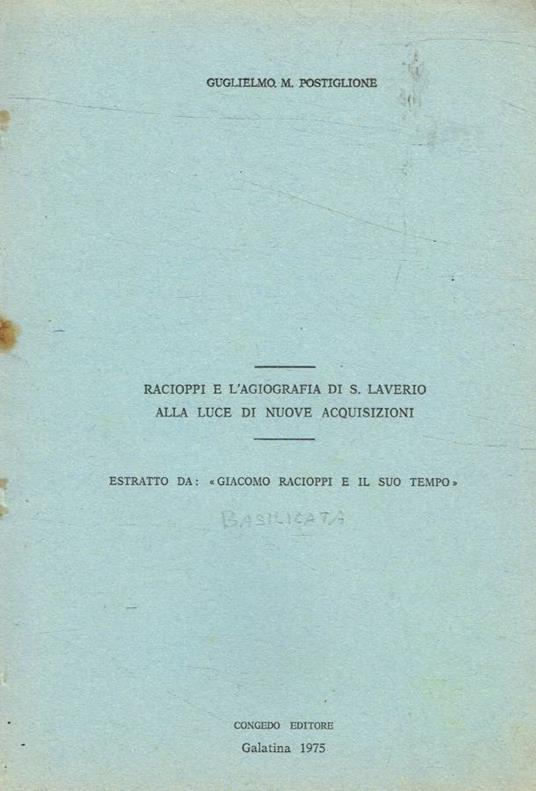 GUGLIELMO. M. POSTIGLIONE
RACIOPPI E L'AGIOGRAFIA DI S. LAVERIO
ALLA LUCE DI NUOVE ACQUISIZIONI
ESTRATTO DA: «GIACOMO RACIOPPI E IL SUO TEMPO»
BASILICATA
CONGEDO EDITORE
Galatina 1975